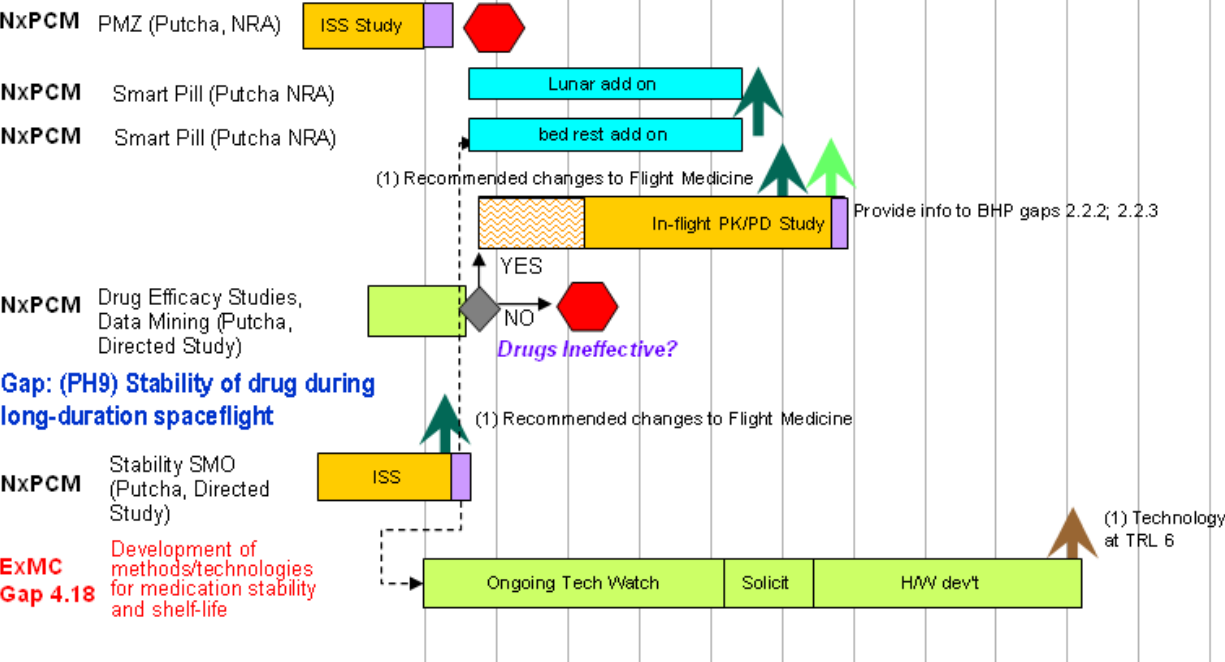 NxPCM PMZ (Putcha, NRA) ISS Study
NxPCM Smart Pill (Putcha NRA) Lunar add on
NxPCM Smart Pill (Putcha NRA) bed rest add on
(1) Recommended changes to Flight Medicine
In-flight PK/PD Study Provide info to BHP gaps 2.2.2; 2.2.3
YES
NxPCM Drug Efficacy Studies,
Data Mining (Putcha,
Directed Study)
NO
Drugs Ineffective?
Gap: (PH9) Stability of drug during
long-duration spaceflight
(1) Recommended changes to Flight Medicine
NxPCM Stability SMO
(Putcha, Directed
Study)
ISS
(1) Technology
at TRL 6
ExMC
Gap 4.18
Development of
methods/technologies
for medication stability
and shelf-life
Ongoing Tech Watch Solicit H/W dev't